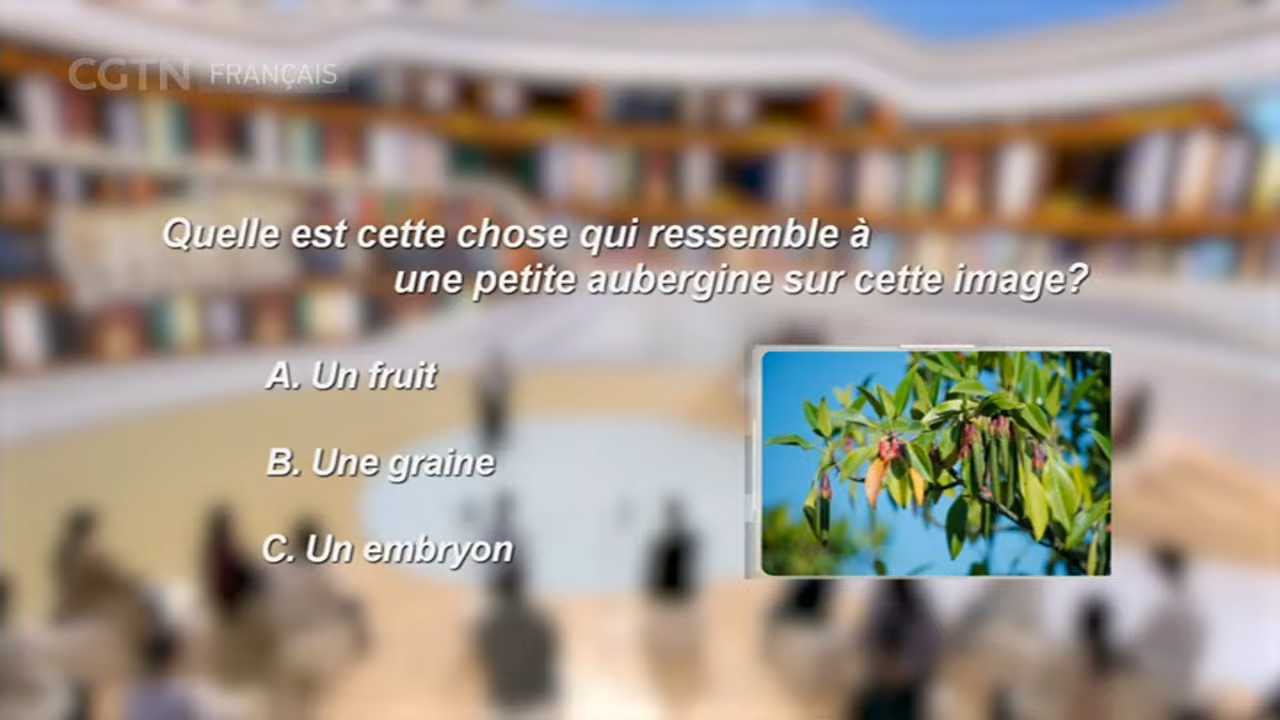 CGTN FRANÇAIS
Quelle est cette chose qui ressemble à
une petite aubergine sur cette image?
A. Un fruit
B. Une graine
C. Un embryon